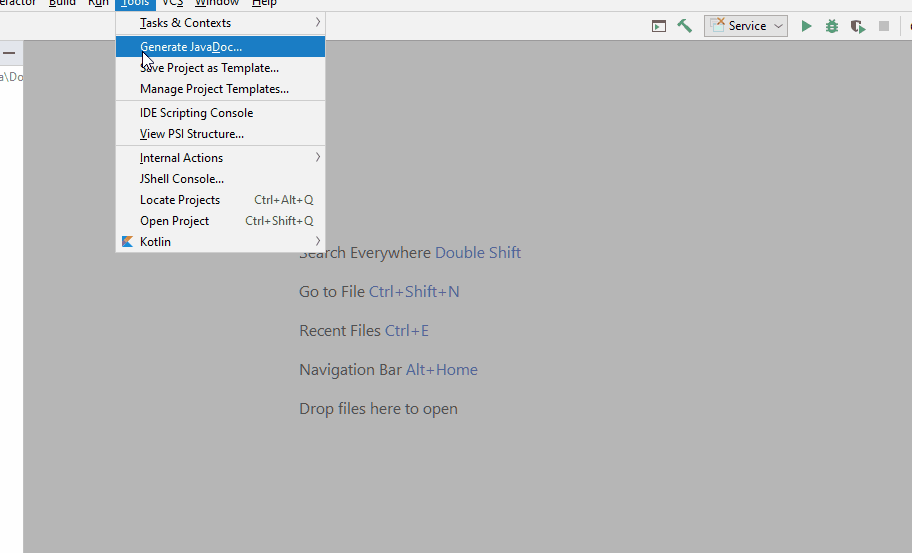 efactor Build Run Tools VCS Window Help
Tasks & Contexts
Service
Generate JavaDoc...
a\Do
Save Project as Template...
Manage Project Templates...
IDE Scripting Console
View PSI Structure...
Internal Actions
JShell Console...
Locate Projects Ctrl+Alt+Q
Open Project Ctrl+Shift+Q
Kotlin
Search Everywhere Double Shift
Go to File Ctrl+Shift+N
Recent Files Ctrl+E
Navigation Bar Alt+Home
Drop files here to open